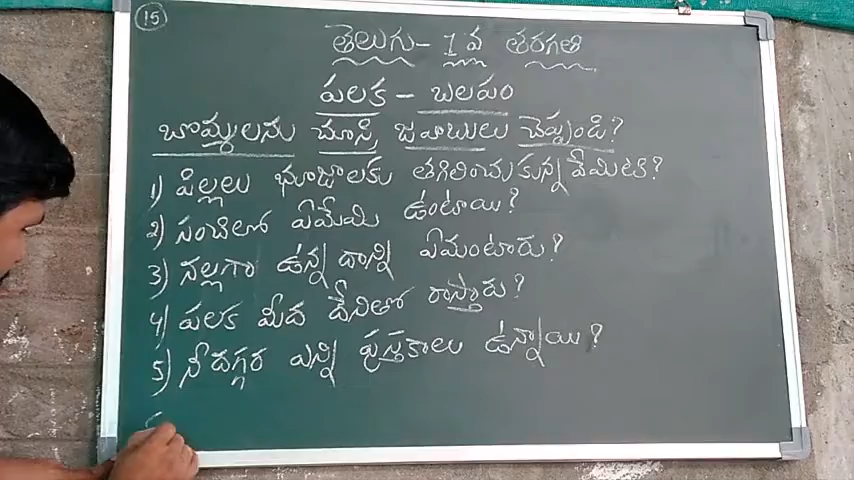 15
తెలుగు - 1 వ తరగతి
పలక - బలపం
బొమ్మలను చూసి జవాబులు చెప్పండి?
1) పిల్లలు భూజాలకు తగిలించుకున్నవేమిటి?
2) సంచిలో ఏమేమి ఉంటాయి?
3) నల్లగా ఉన్న దాన్ని ఏమంటారు?
4) పలక మీద దేనితో రాస్తారు?
5) నీ దగ్గర ఎన్ని పుస్తకాలు ఉన్నాయి?